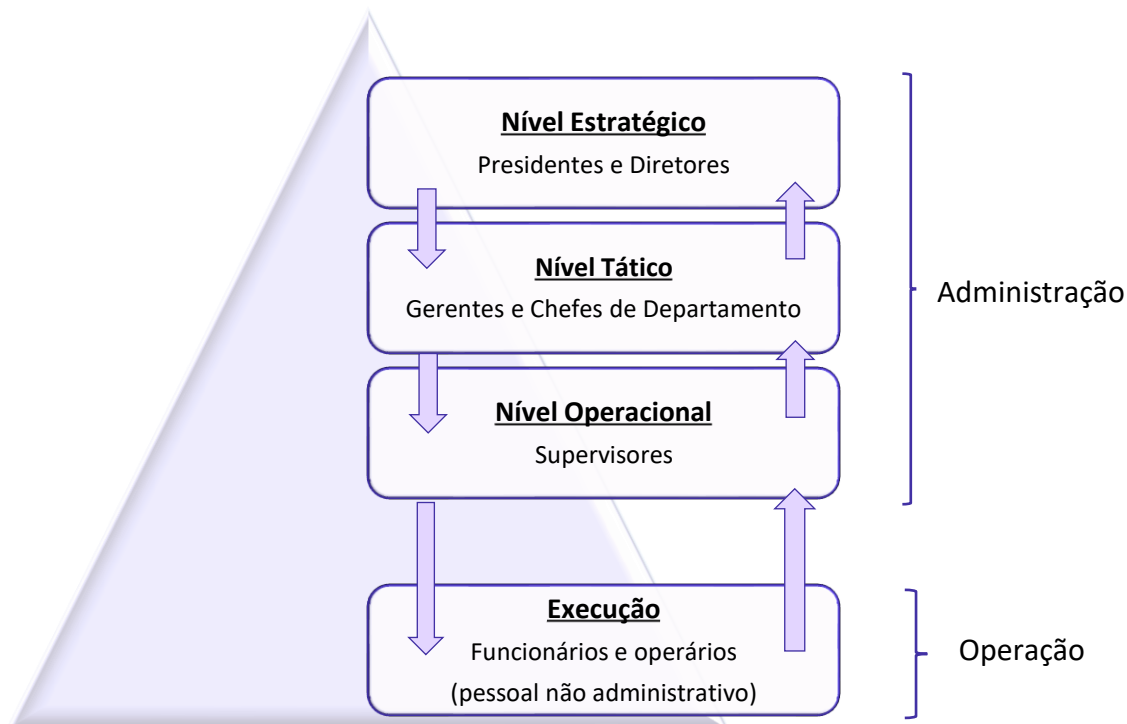 Nível Estratégico
Presidentes e Diretores
Nível Tático
Gerentes e Chefes de Departamento
Administração
Nível Operacional
Supervisores
Execução
Funcionários e operários
(pessoal não administrativo)
Operação